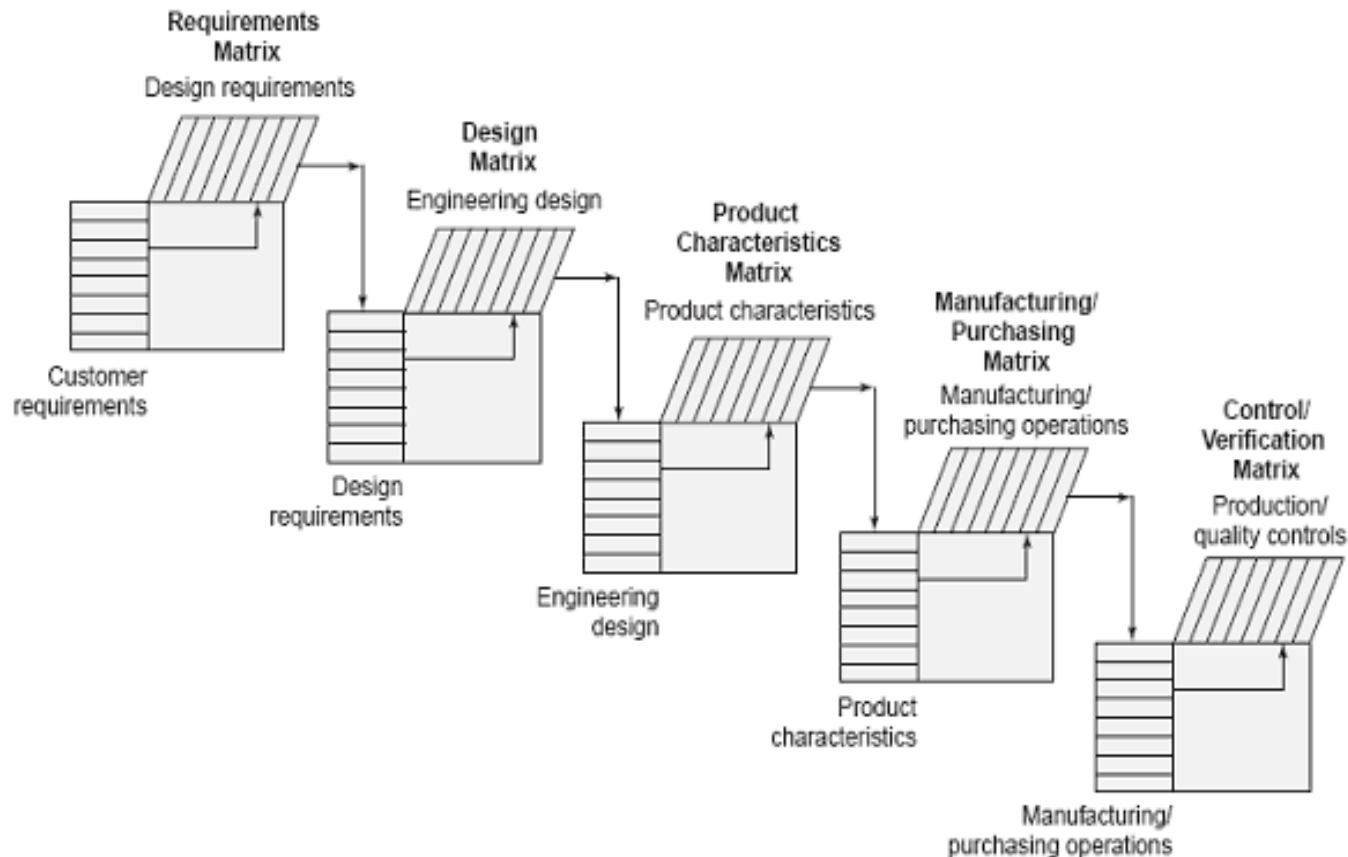 Requirements
Matrix
Design requirements
Customer
requirements
Design
Matrix
Engineering design
Design
requirements
Product
Characteristics
Matrix
Product characteristics
Engineering
design
Manufacturing/
Purchasing
Matrix
Manufacturing/
purchasing operations
Product
characteristics
Control/
Verification
Matrix
Production/
quality controls
Manufacturing/
purchasing operations